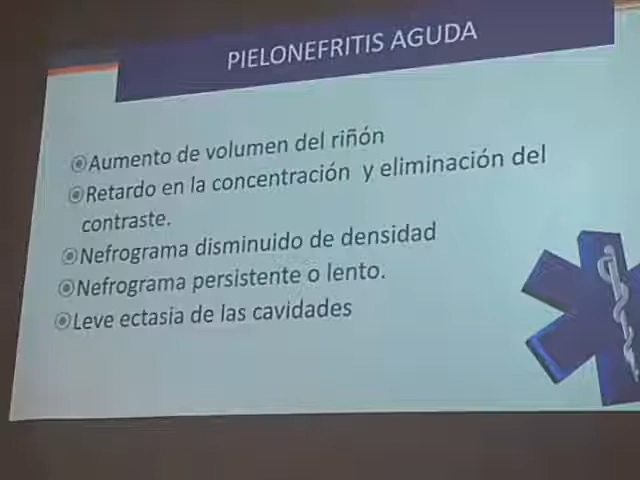 PIELONEFRITIS AGUDA
Aumento de volumen del riñón
Retardo en la concentración y eliminación del
contraste.
Nefrograma disminuido de densidad
Nefrograma persistente o lento.
Leve ectasia de las cavidades